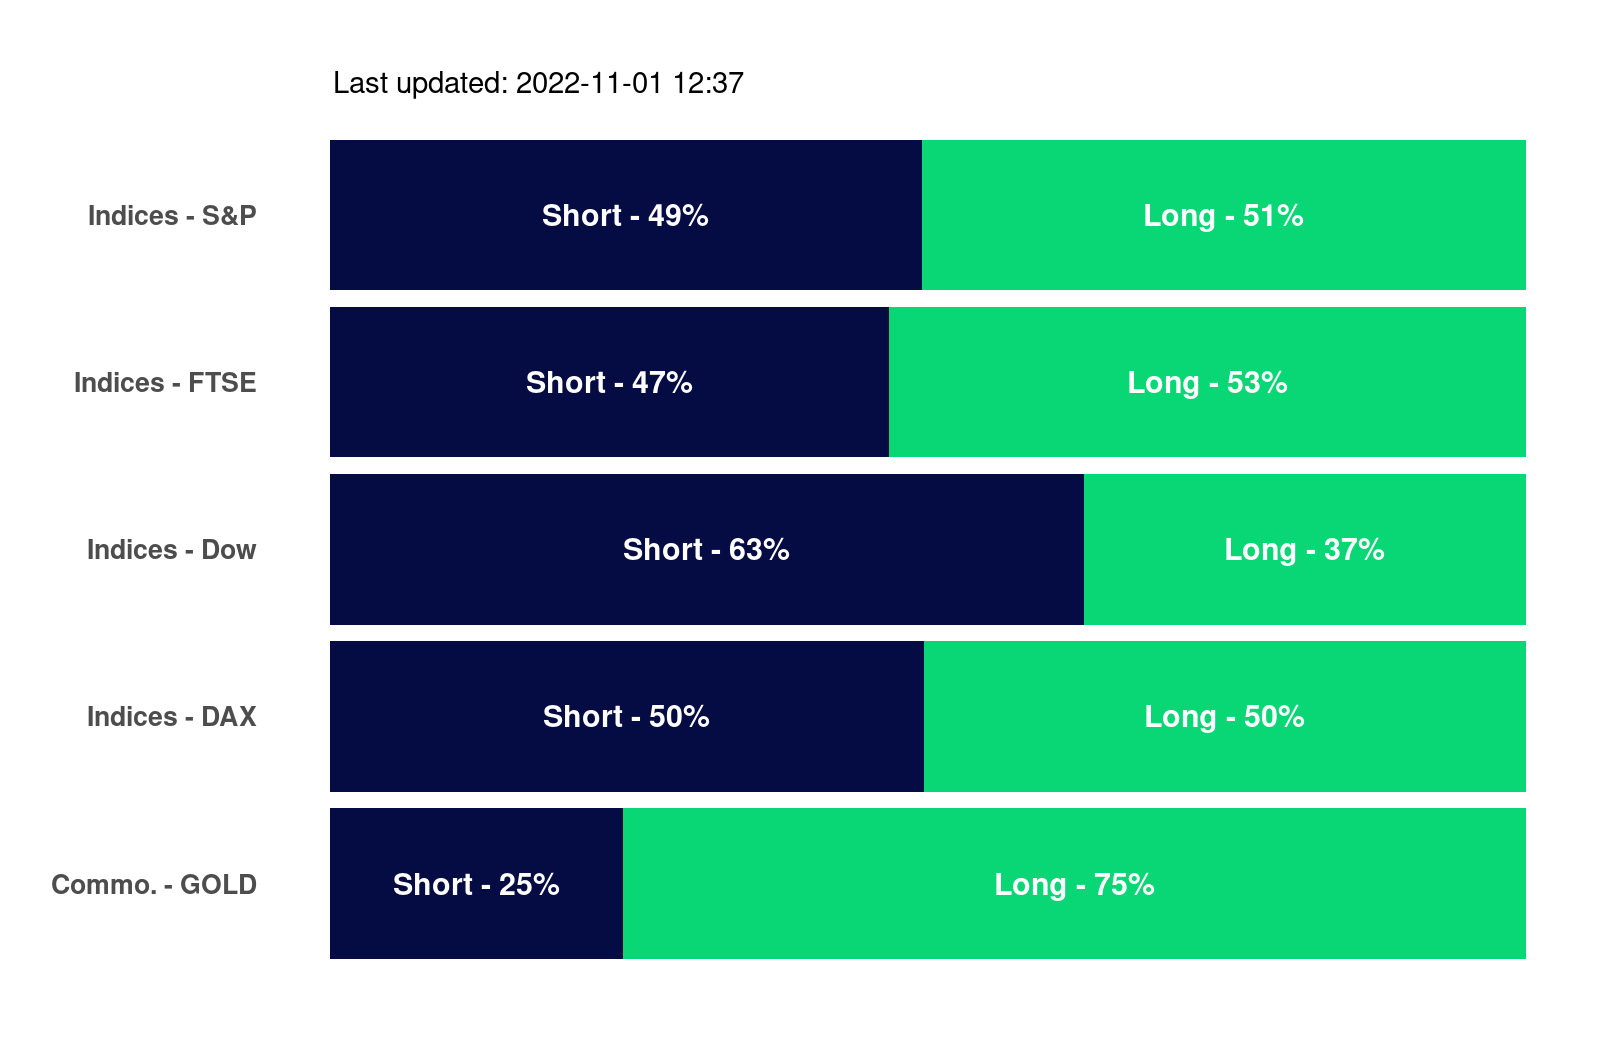 Last updated: 2022-11-01 12:37
Indices - S&P Short - 49% Long - 51%
Indices - FTSE Short - 47% Long - 53%
Indices - Dow Short - 63% Long - 37%
Indices - DAX Short - 50% Long - 50%
Commo. - GOLD Short - 25% Long - 75%